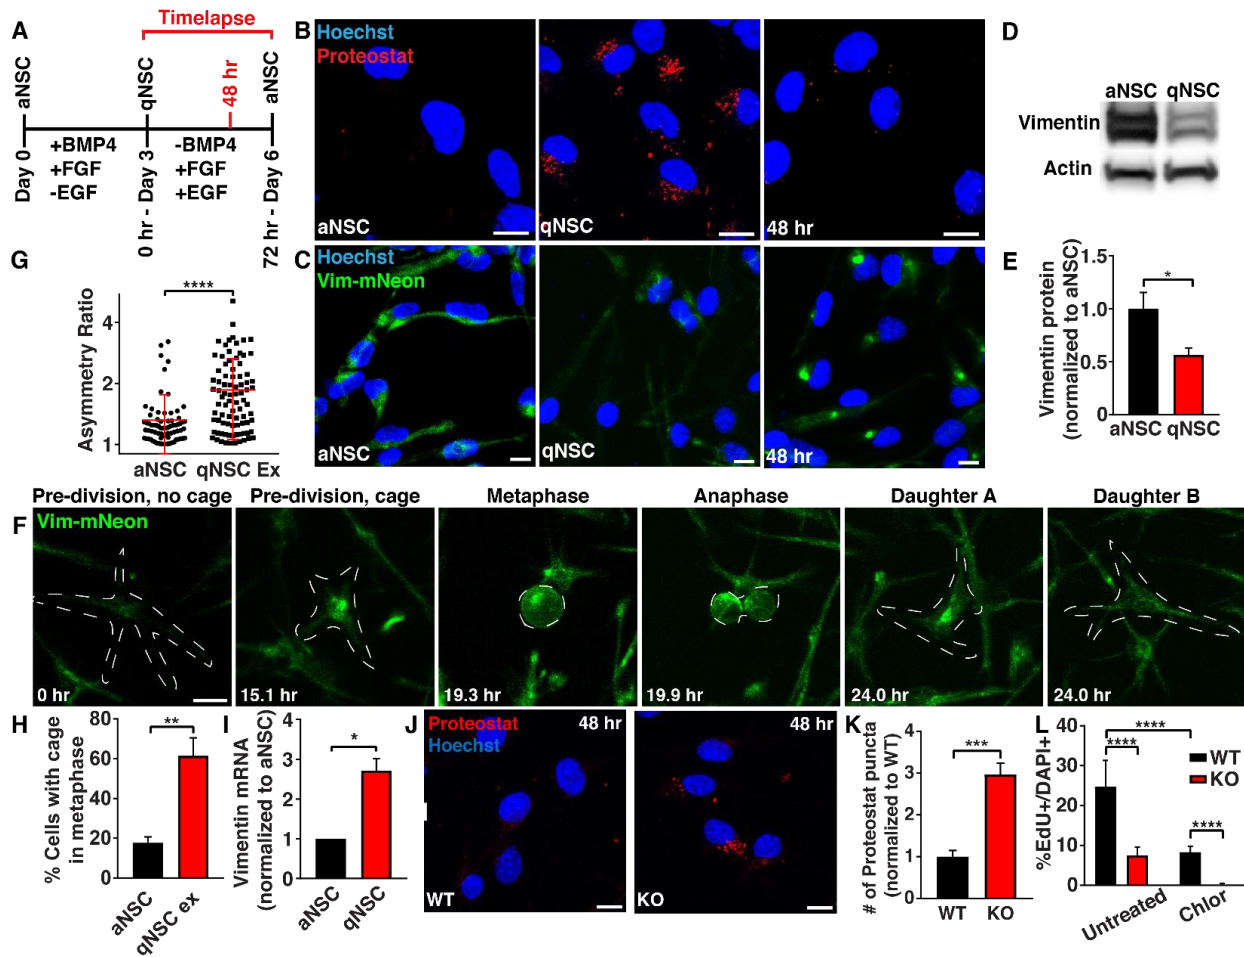 A
Timelapse
aNSC
qNSC
48 hr
aNSC
+BMP4
+FGF
-EGF
-BMP4
+FGF
+EGF
Day 0
0 hr - Day 3
72 hr - Day 6
B
Hoechst
Proteostat
aNSC
qNSC
48 hr
C
Hoechst
Vim-mNeon
aNSC
qNSC
48 hr
D
aNSC qNSC
Vimentin
Actin
E
Vimentin protein
(normalized to aNSC)
1.5
1.0
0.5
0
*
aNSC qNSC
G
Asymmetry Ratio
4
2
1
****
aNSC qNSC Ex
F
Pre-division, no cage
Pre-division, cage
Metaphase
Anaphase
Daughter A
Daughter B
Vim-mNeon
0 hr
15.1 hr
19.3 hr
19.9 hr
24.0 hr
24.0 hr
H
% Cells with cage
in metaphase
80
60
40
20
0
**
aNSC
qNSC ex
I
Vimentin mRNA
(normalized to aNSC)
4
3
2
1
0
*
aNSC
qNSC
J
Proteostat
Hoechst
48 hr
WT
48 hr
KO
K
# of Proteostat puncta
(normalized to WT)
4
3
2
1
0
***
WT KO
L
%EdU+/DAPI+
40
30
20
10
0
****
****
****
WT
KO
Untreated
Chlor